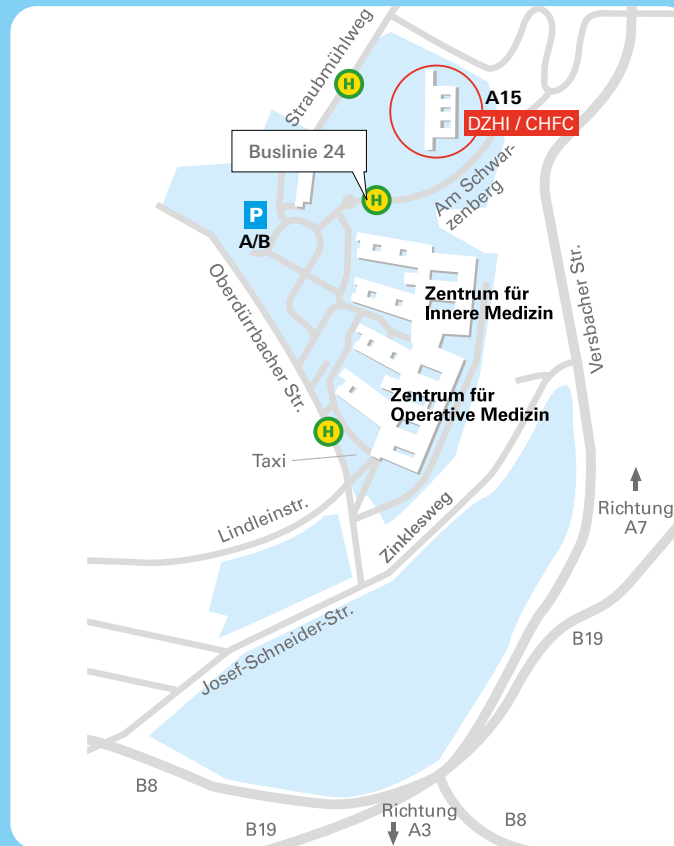 Straubmühlweg
H
A15
DZHI / CHFC
Buslinie 24
H
Am Schwar-
zenberg
P
A/B
Oberdürrbacher Str.
Versbacher Str.
Zentrum für
Innere Medizin
Zentrum für
Operative Medizin
H
Taxi
Lindleinstr.
Zinklesweg
Richtung
A7
Josef-Schneider-Str.
B19
B8
B19
Richtung
A3
B8